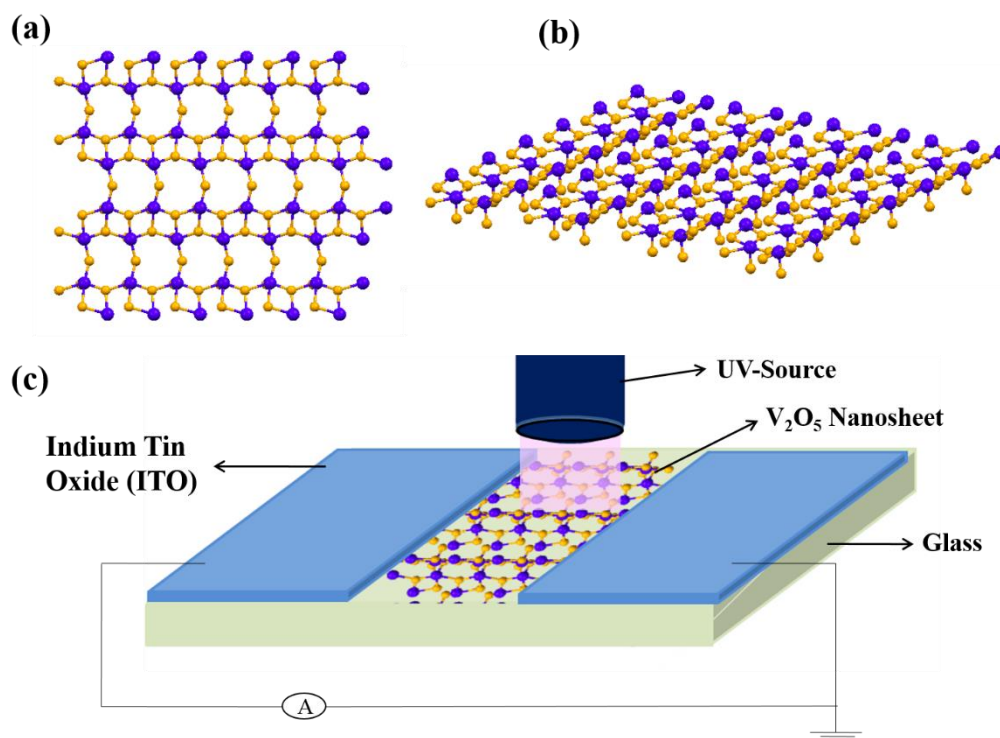 (a)
(b)
(c)
UV-Source
V₂O₅ Nanosheet
Indium Tin
Oxide (ITO)
Glass
A